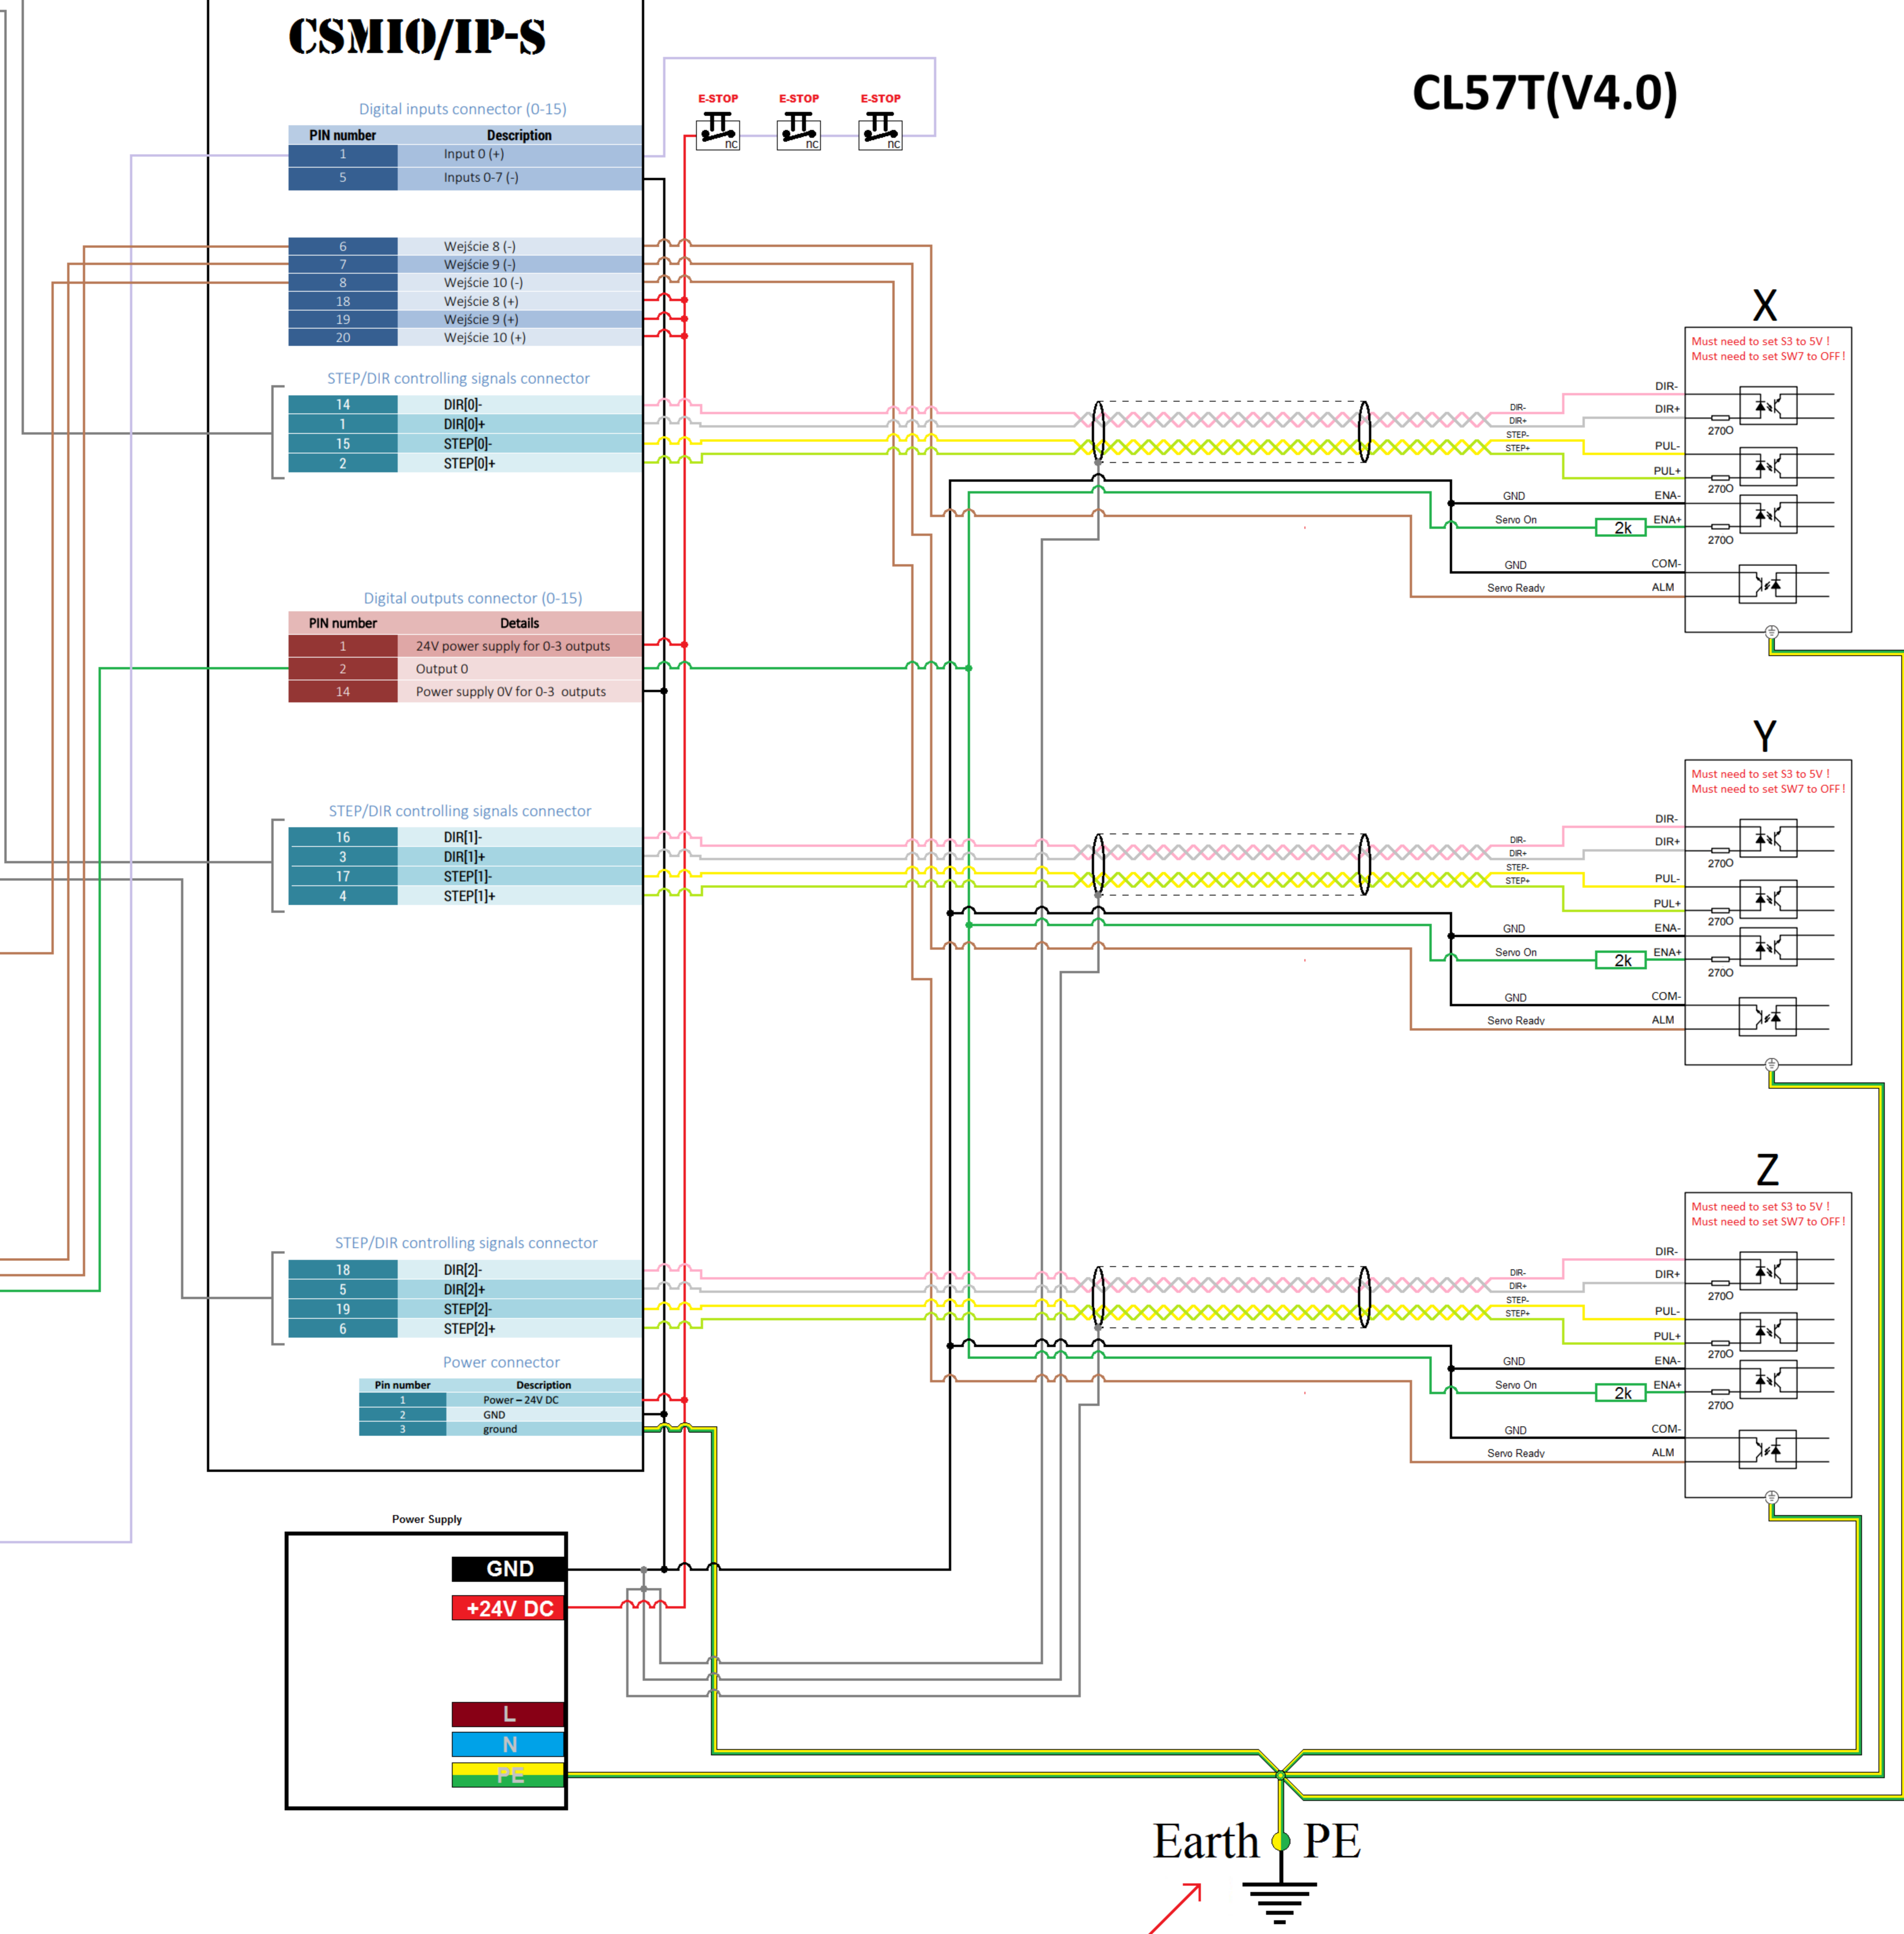 CSMIO/IP-S
CL57T(V4.0)
Digital inputs connector (0-15)
PIN number Description
1 Input 0 (+)
5 Inputs 0-7 (-)
E-STOP E-STOP E-STOP
nc nc nc
6 Wejście 8 (-)
7 Wejście 9 (-)
8 Wejście 10 (-)
18 Wejście 8 (+)
19 Wejście 9 (+)
20 Wejście 10 (+)
STEP/DIR controlling signals connector
14 DIR[0]-
1 DIR[0]+
15 STEP[0]-
2 STEP[0]+
X
Must need to set S3 to 5V !
Must need to set SW7 to OFF!
DIR- DIR-
DIR+ DIR+
270O
STEP- PUL-
STEP+ PUL+
270O
GND ENA-
Servo On 2k ENA+
270O
GND COM-
Servo Ready ALM
Digital outputs connector (0-15)
PIN number Details
1 24V power supply for 0-3 outputs
2 Output 0
14 Power supply 0V for 0-3 outputs
Y
Must need to set S3 to 5V !
Must need to set SW7 to OFF!
STEP/DIR controlling signals connector
16 DIR[1]-
3 DIR[1]+
17 STEP[1]-
4 STEP[1]+
DIR- DIR-
DIR+ DIR+
270O
STEP- PUL-
STEP+ PUL+
270O
GND ENA-
Servo On 2k ENA+
270O
GND COM-
Servo Ready ALM
Z
Must need to set S3 to 5V !
Must need to set SW7 to OFF!
STEP/DIR controlling signals connector
18 DIR[2]-
5 DIR[2]+
19 STEP[2]-
6 STEP[2]+
DIR- DIR-
DIR+ DIR+
270O
STEP- PUL-
STEP+ PUL+
270O
GND ENA-
Servo On 2k ENA+
270O
GND COM-
Servo Ready ALM
Power connector
Pin number Description
1 Power – 24V DC
2 GND
3 ground
Power Supply
GND
+24V DC
L
N
PE
Earth PE